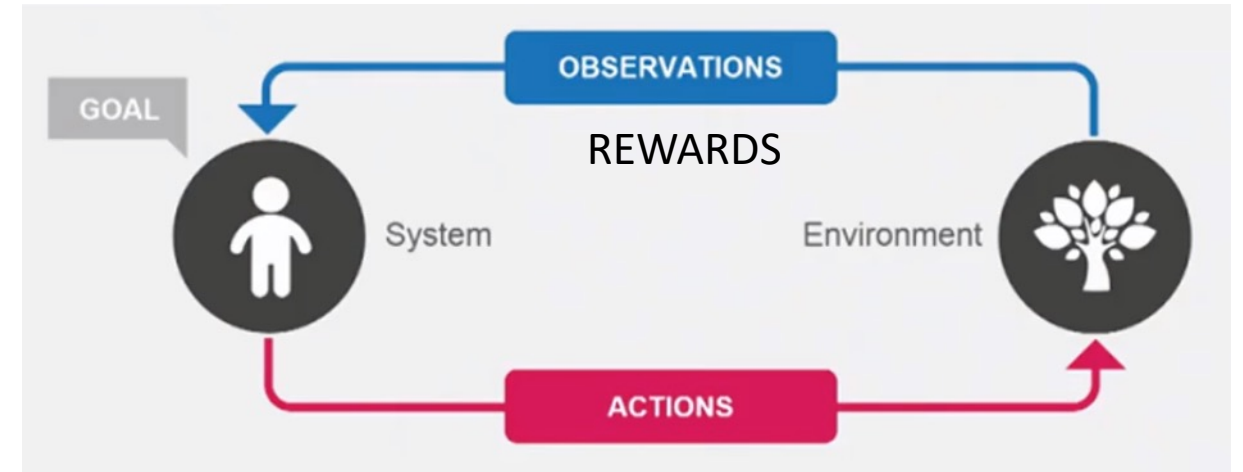 OBSERVATIONS
GOAL
REWARDS
System
Environment
ACTIONS